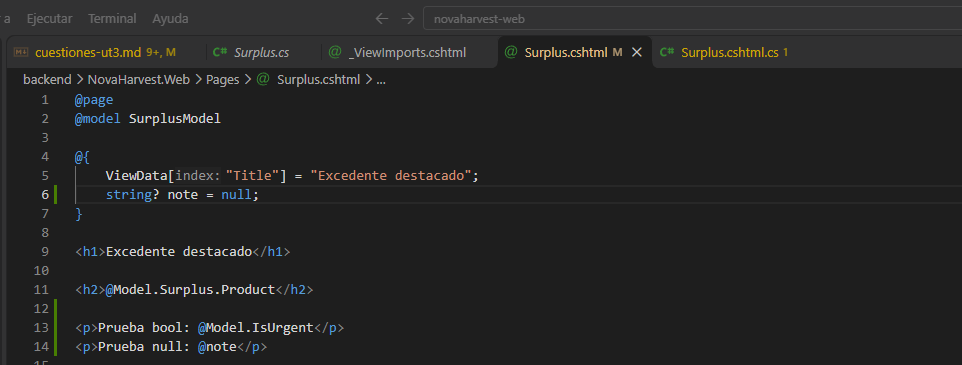 a Ejecutar Terminal Ayuda novaharvest-web
cuestiones-ut3.md 9+, M C# Surplus.cs _ViewImports.cshtml Surplus.cshtml M Surplus.cshtml.cs 1
backend > NovaHarvest.Web > Pages > Surplus.cshtml > ...
1 @page
2 @model SurplusModel
3
4 @{
5 ViewData[index: "Title"] = "Excedente destacado";
6 string? note = null;
7 }
8
9 <h1>Excedente destacado</h1>
10
11 <h2>@Model.Surplus.Product</h2>
12
13 <p>Prueba bool: @Model.IsUrgent</p>
14 <p>Prueba null: @note</p>